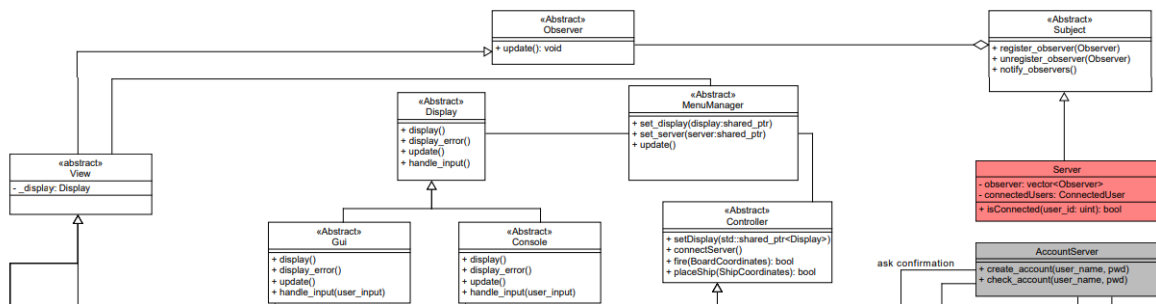 «Abstract»
Observer
+ update(): void
«Abstract»
Subject
+ register_observer(Observer)
+ unregister_observer(Observer)
+ notify_observers()
«Abstract»
Display
+ display()
+ display_error()
+ update()
+ handle_input()
«Abstract»
MenuManager
+ set_display(display:shared_ptr)
+ set_server(server:shared_ptr)
+ update()
«abstract»
View
- _display: Display
Server
- observer: vector<Observer>
- connectedUsers: ConnectedUser
+ isConnected(user_id: uint): bool
«Abstract»
Gui
+ display()
+ display_error()
+ update()
+ handle_input(user_input)
«Abstract»
Console
+ display()
+ display_error()
+ update()
+ handle_input(user_input)
«Abstract»
Controller
+ setDisplay(std::shared_ptr<Display>)
+ connectServer()
+ fire(BoardCoordinates): bool
+ placeShip(ShipCoordinates): bool
ask confirmation
AccountServer
+ create_account(user_name, pwd)
+ check_account(user_name, pwd)